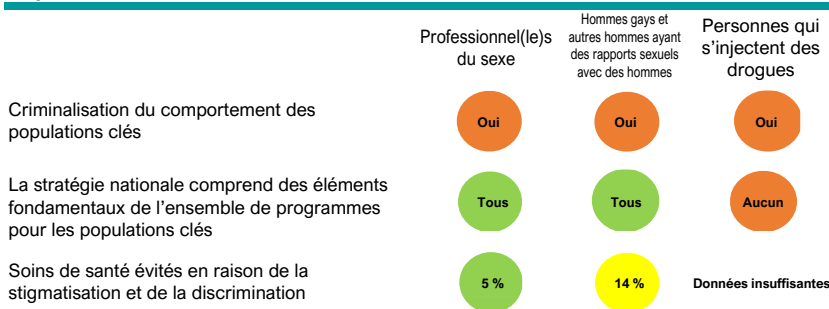 Professionnel(le)s
du sexe
Hommes gays et
autres hommes ayant
des rapports sexuels
avec des hommes
Personnes qui
s'injectent des
drogues
Criminalisation du comportement des
populations clés
Oui
Oui
Oui
La stratégie nationale comprend des éléments
fondamentaux de l'ensemble de programmes
pour les populations clés
Tous
Tous
Aucun
Soins de santé évités en raison de la
stigmatisation et de la discrimination
5 %
14 %
Données insuffisantes